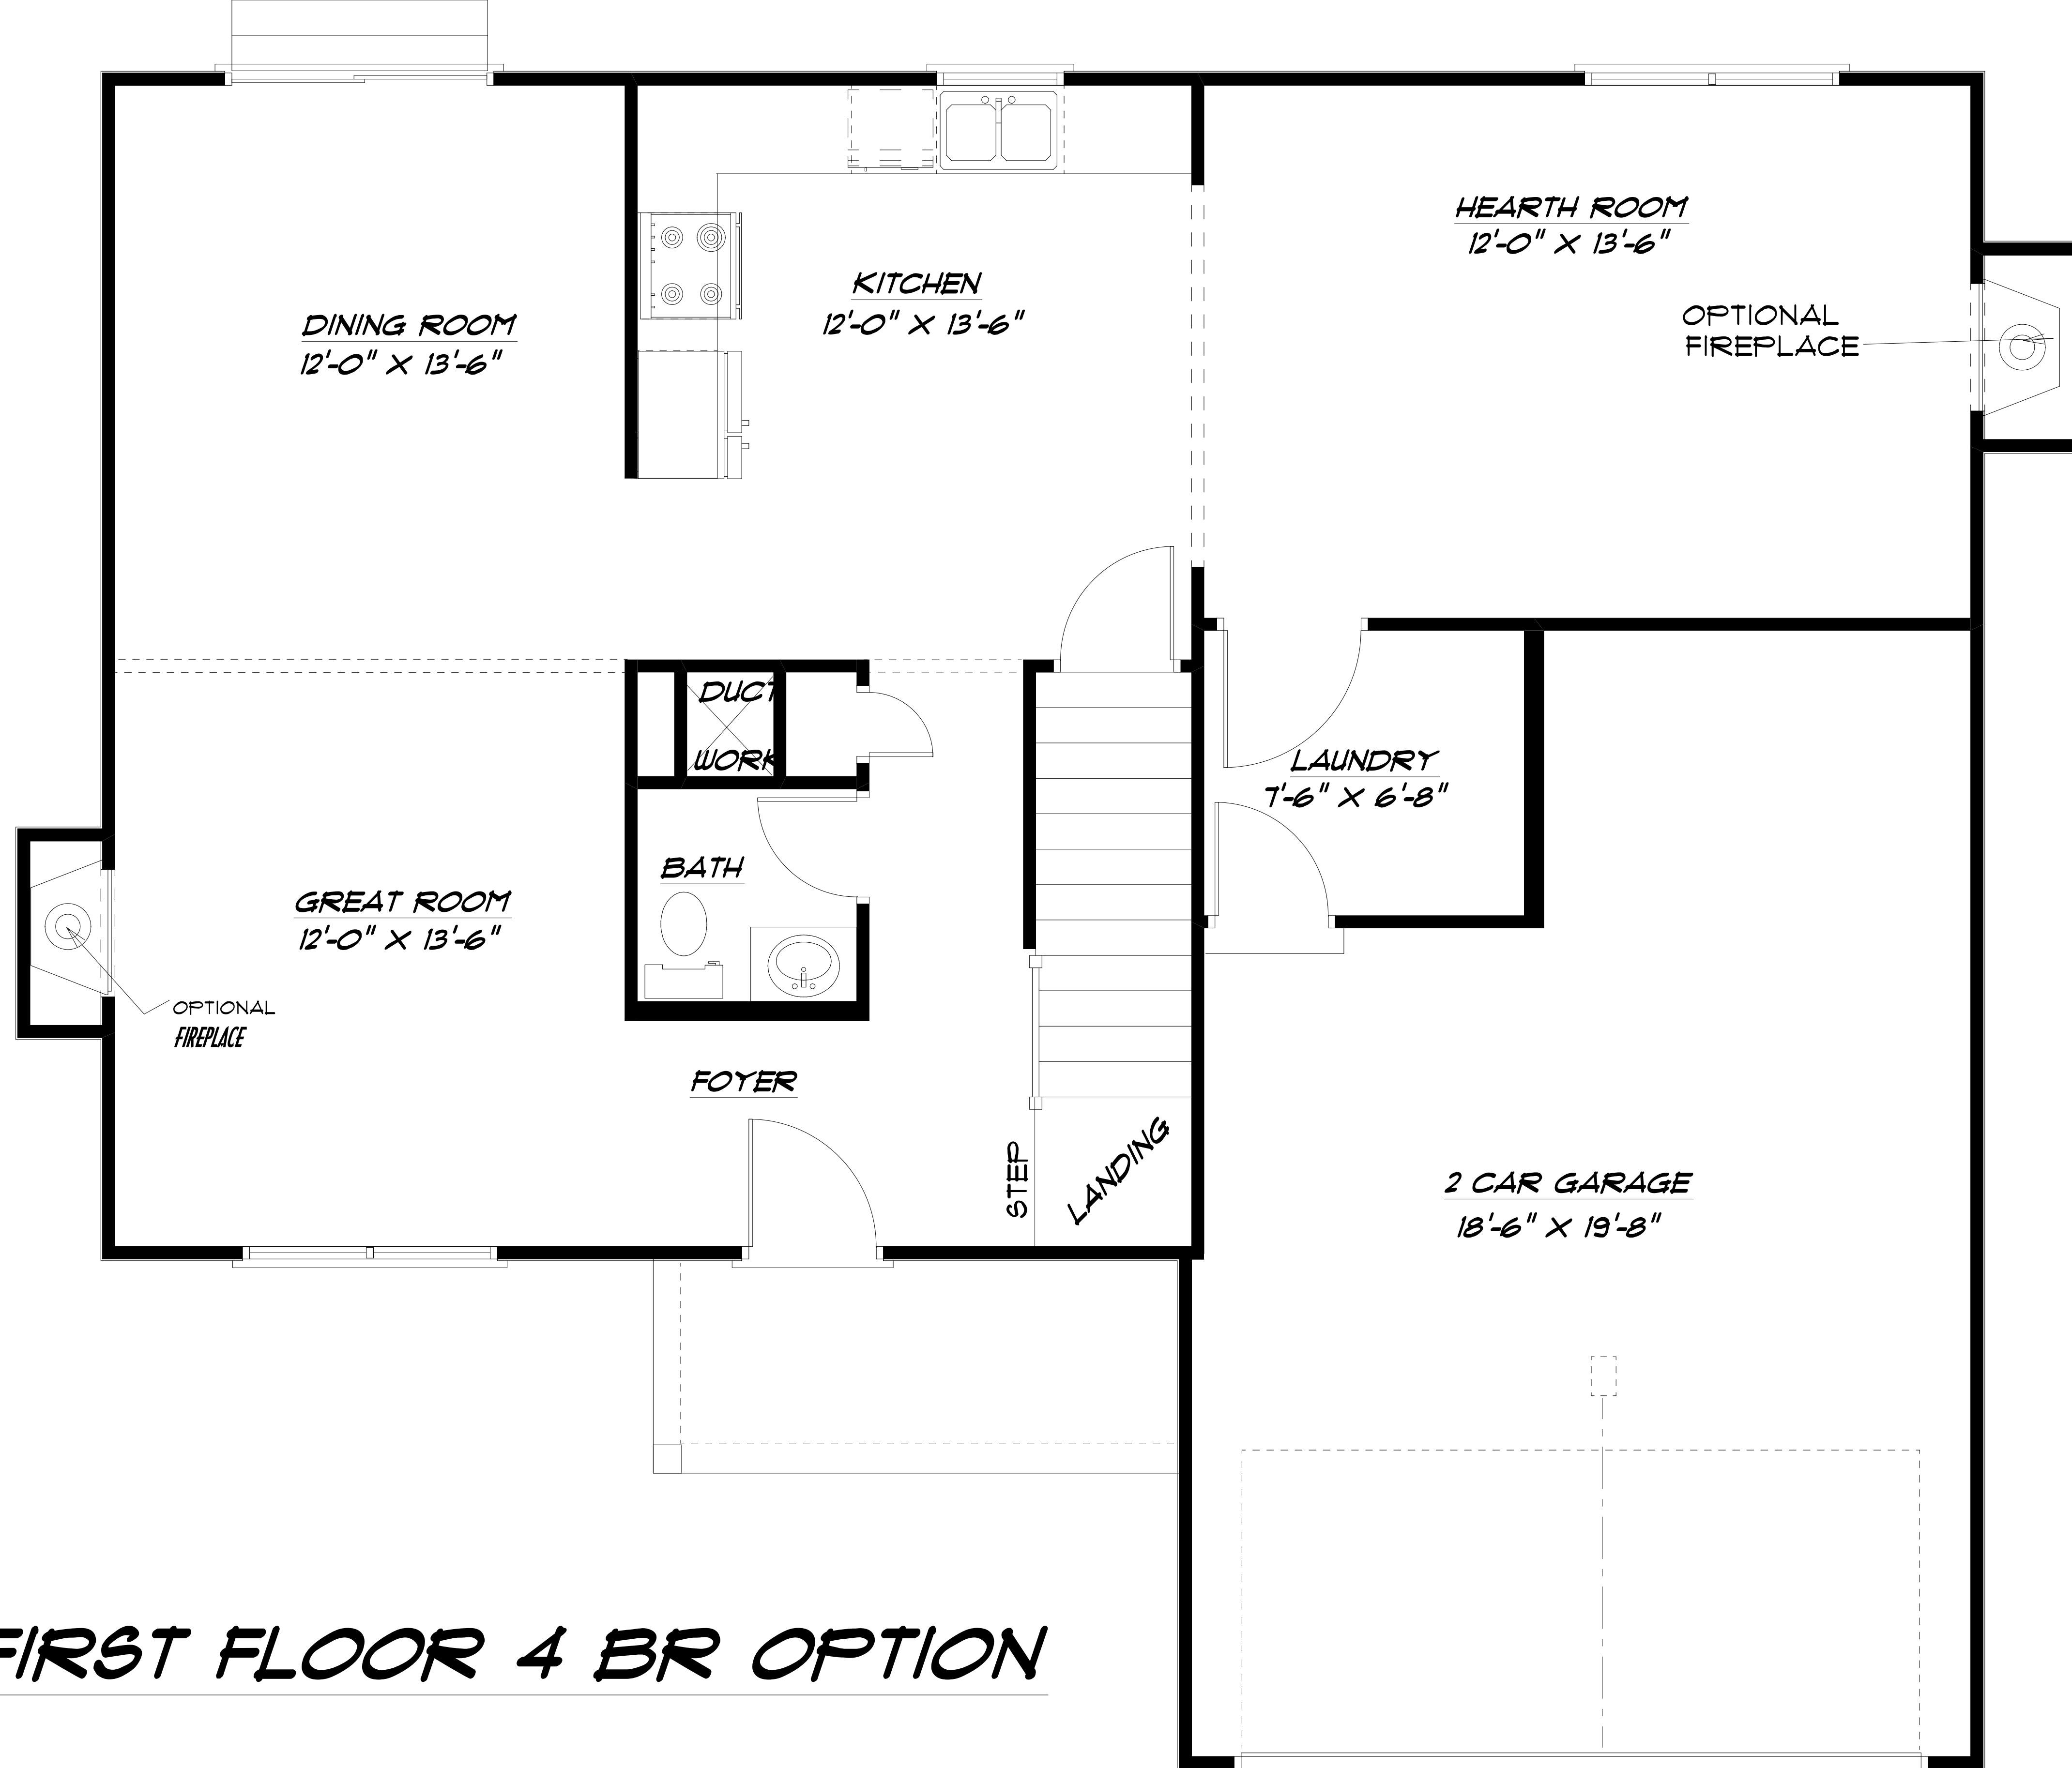 HEARTH ROOM
12'-0" X 13'-6"
KITCHEN
12'-0" X 13'-6"
DINING ROOM
12'-0" X 13'-6"
OPTIONAL
FIREPLACE
DUCT
WORK
LAUNDRY
7'-6" X 6'-8"
BATH
GREAT ROOM
12'-0" X 13'-6"
OPTIONAL
FIREPLACE
FOYER
STEP
LANDING
2 CAR GARAGE
18'-6" X 19'-8"
FIRST FLOOR 4 BR OPTION